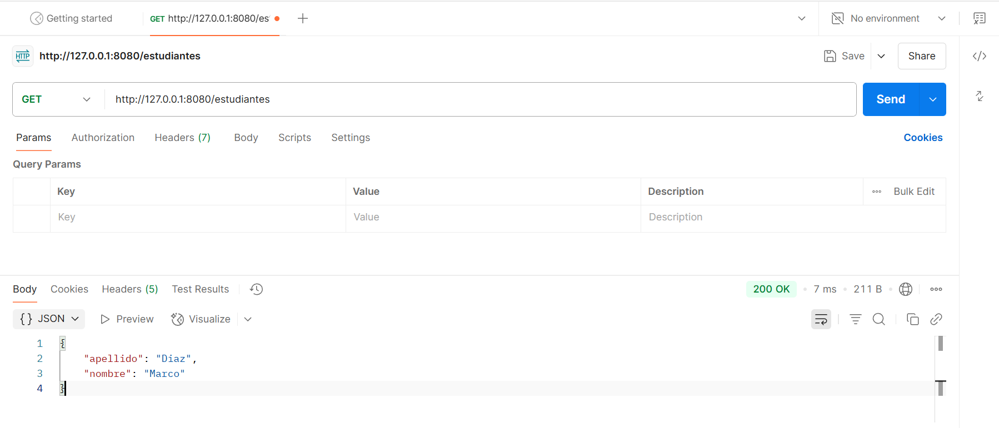 Getting started GET http://127.0.0.1:8080/es No environment
HTTP http://127.0.0.1:8080/estudiantes Save Share
GET http://127.0.0.1:8080/estudiantes Send
Params Authorization Headers (7) Body Scripts Settings Cookies
Query Params
Key Value Description Bulk Edit
Key Value Description
Body Cookies Headers (5) Test Results 200 OK • 7 ms • 211 B •
{} JSON Preview Visualize
1 {
2 "apellido": "Diaz",
3 "nombre": "Marco"
4 }